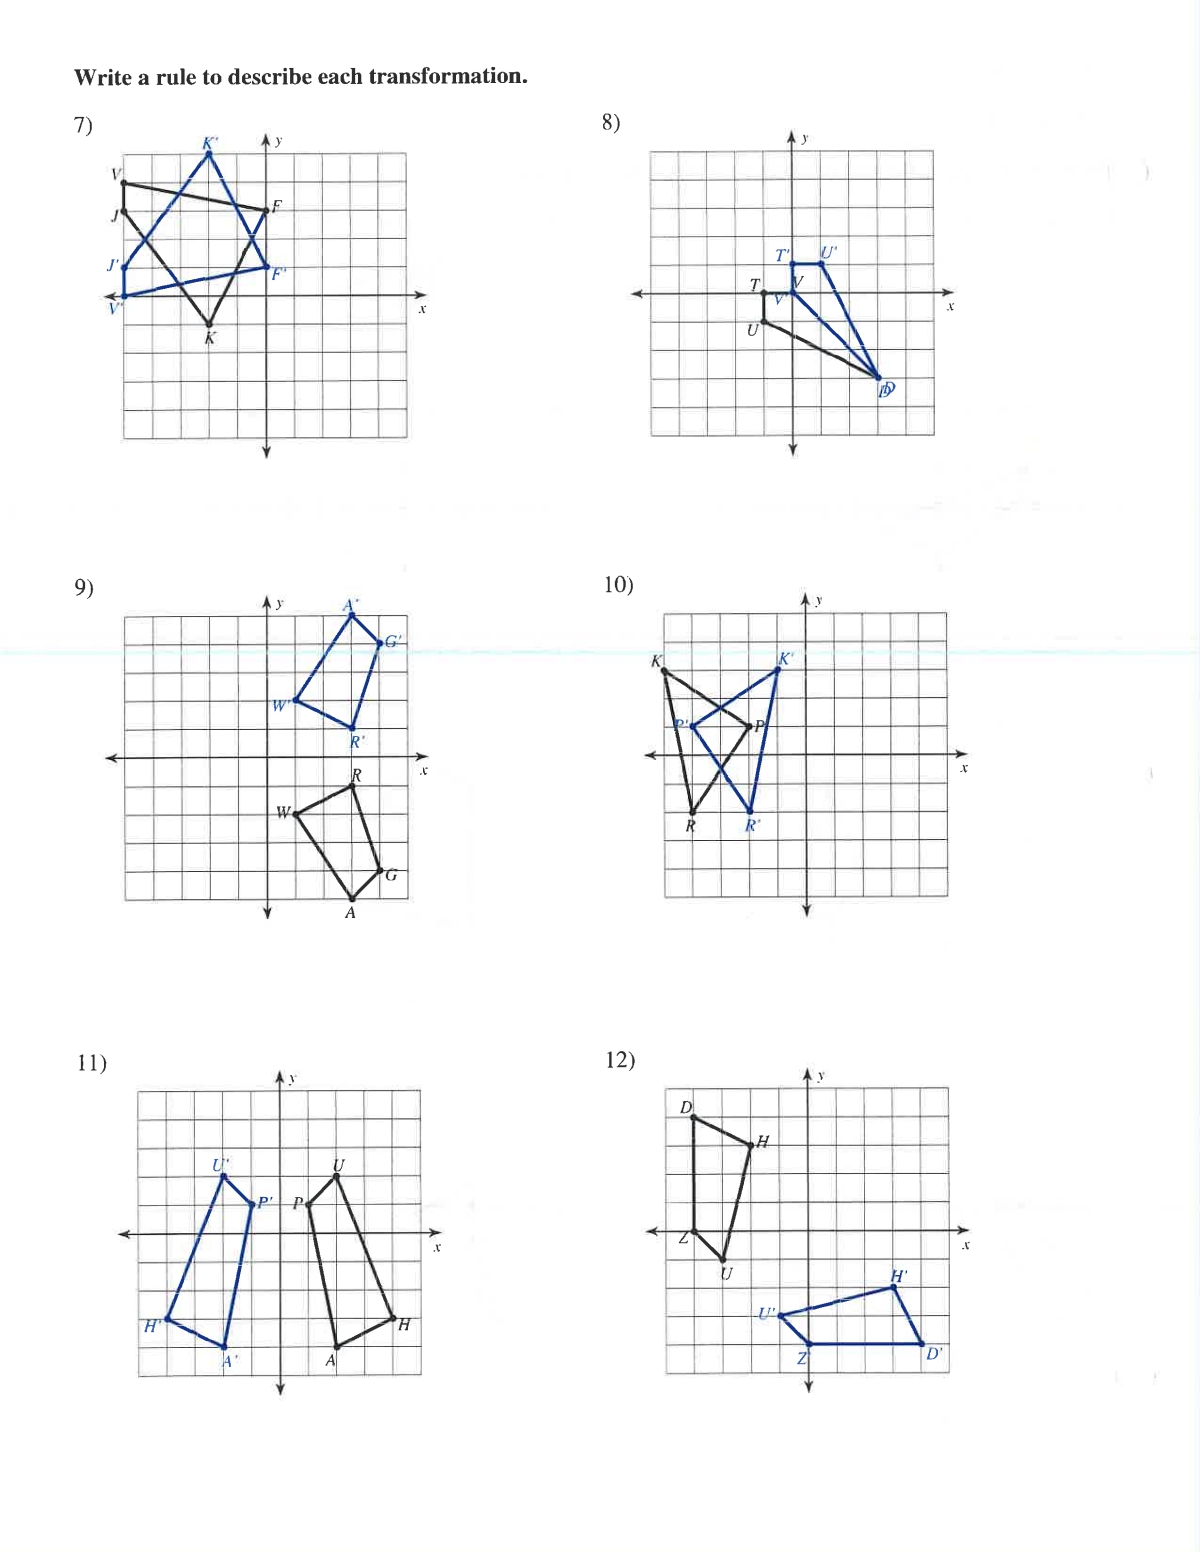 Write a rule to describe each transformation.
7)
K'
y
V
J
F
J'
F'
V'
x
K
8)
y
T'
U'
T
V
V'
x
U
D
D'
9)
y
A'
G'
W'
R'
x
R
W
G
A
10)
y
K
K'
P'
P
x
R
R'
11)
y
U'
U
P'
P
x
H'
H
A'
A
12)
y
D
H
Z
x
U
H'
U'
Z'
D'